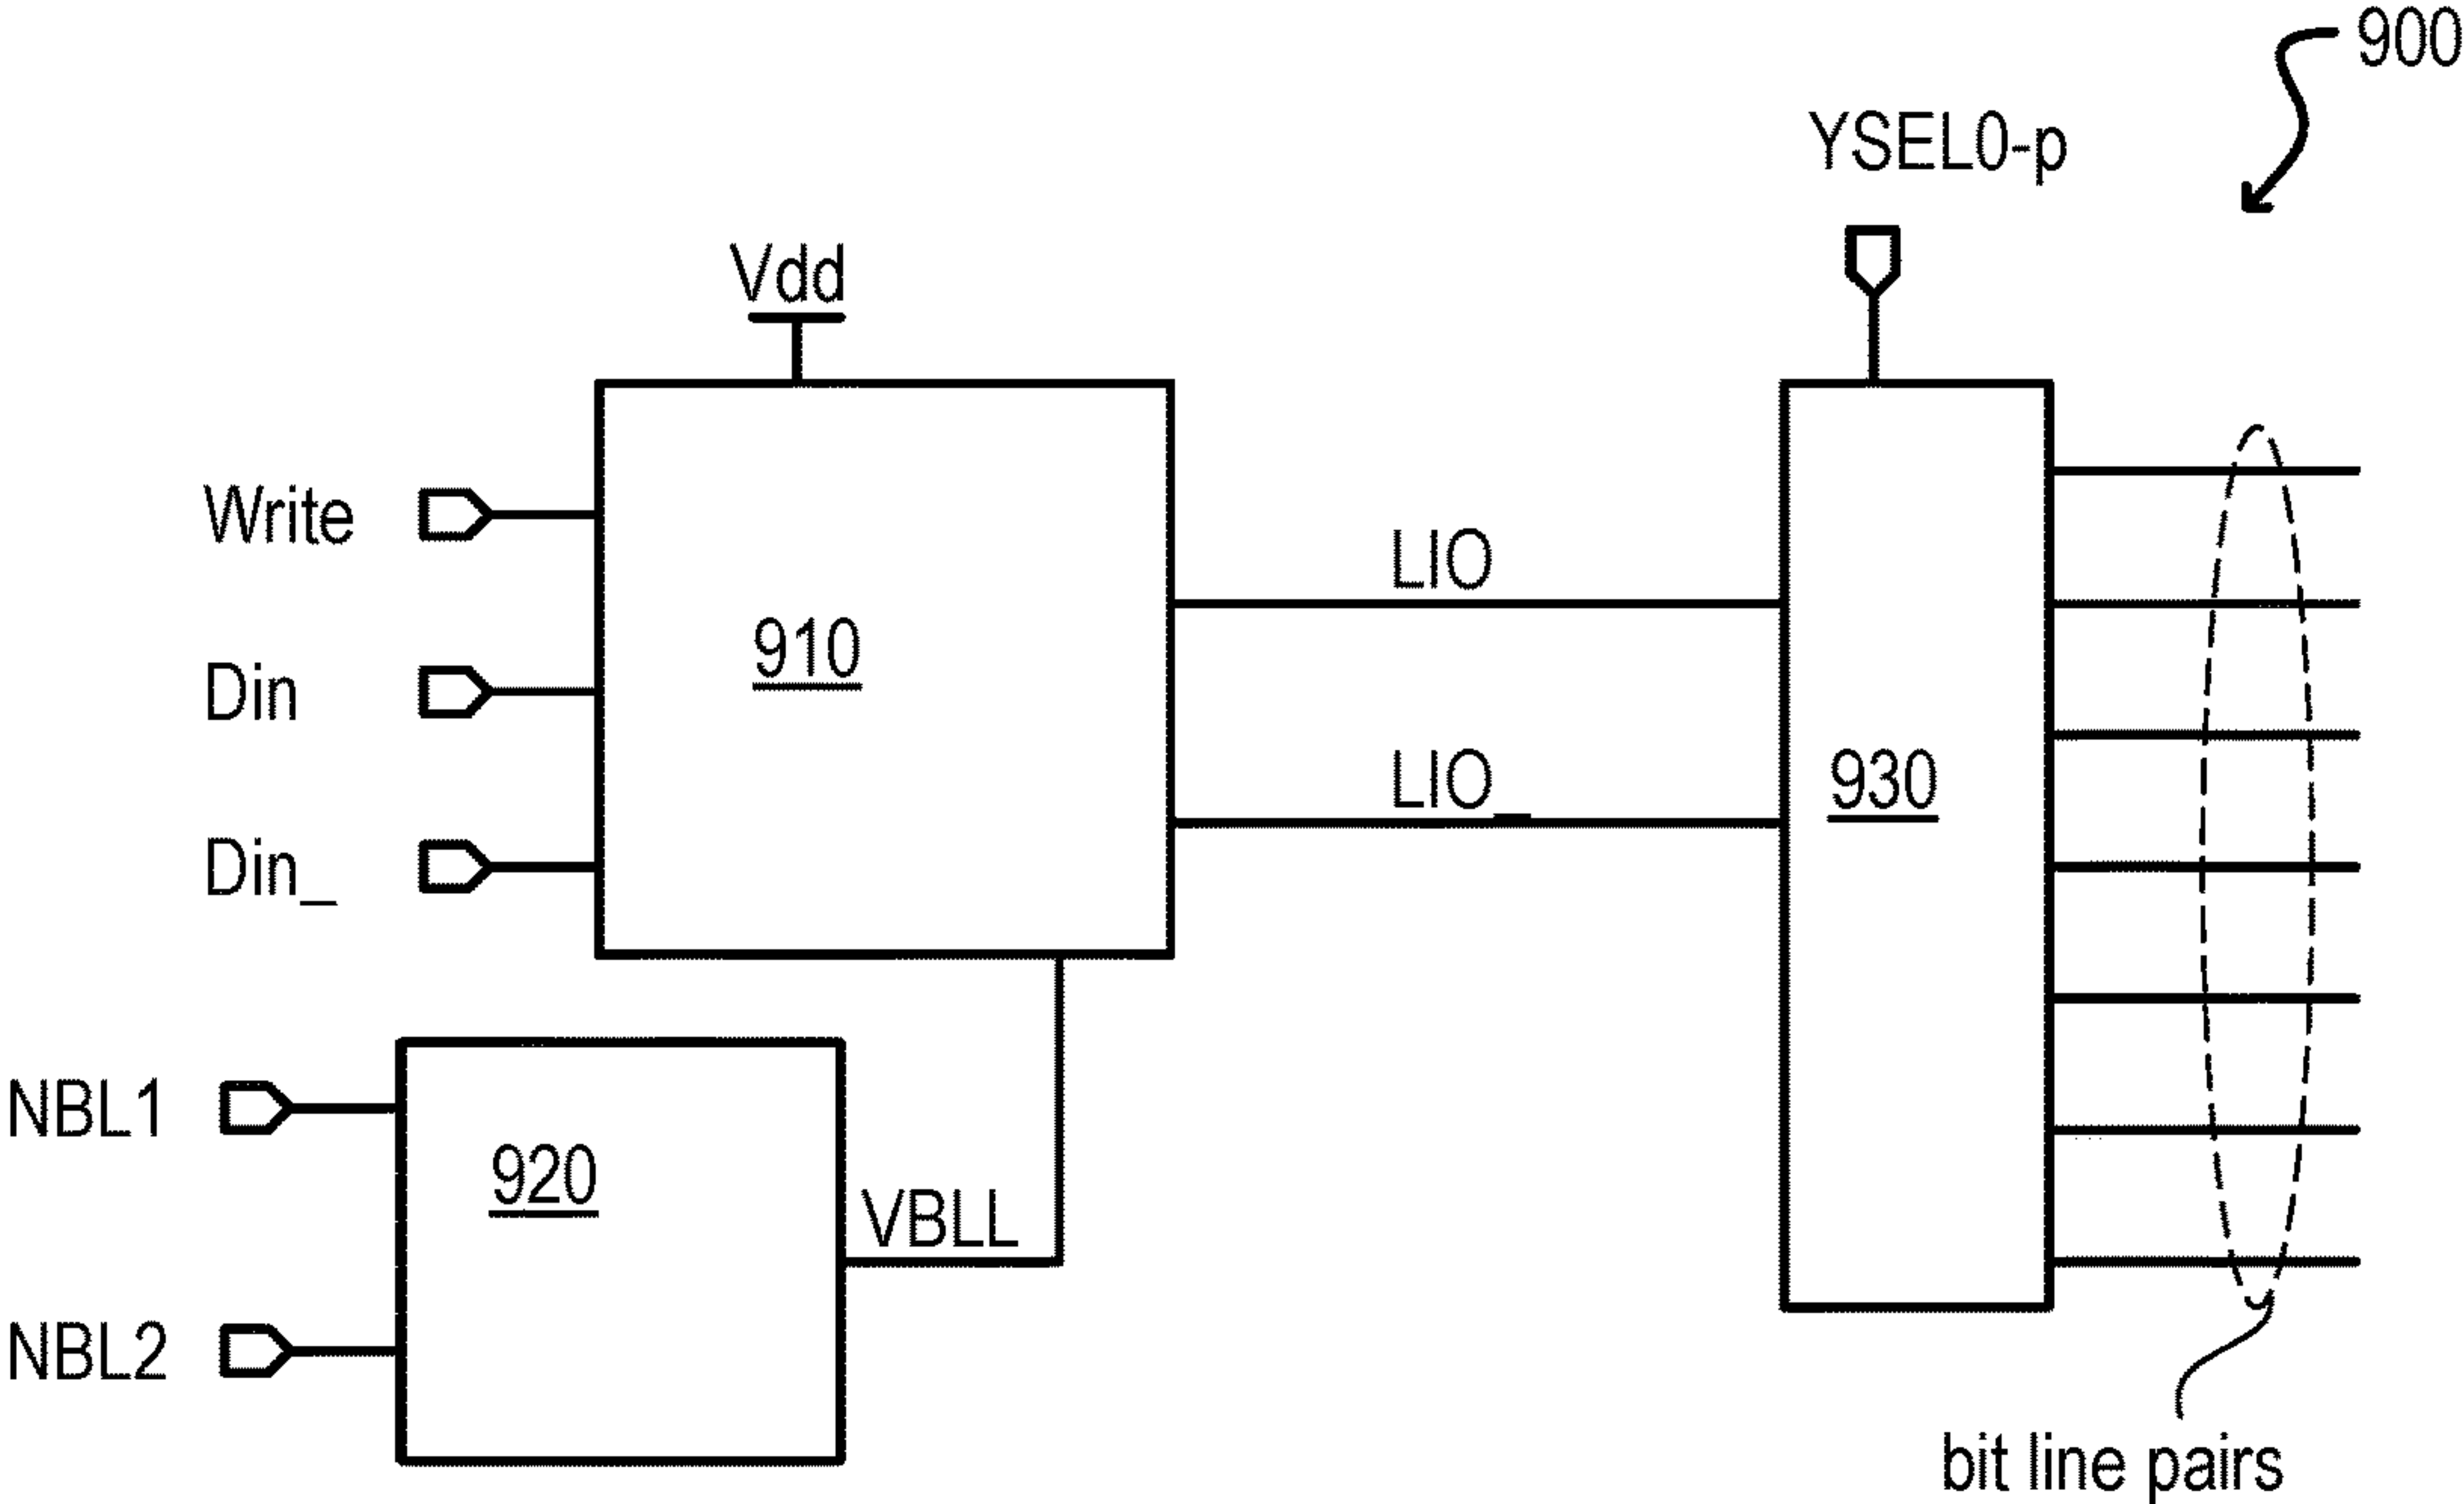 900
YSEL0-p
Vdd
Write
LIO
910
Din
LIO_
930
Din_
NBL1
920
VBLL
NBL2
bit line pairs